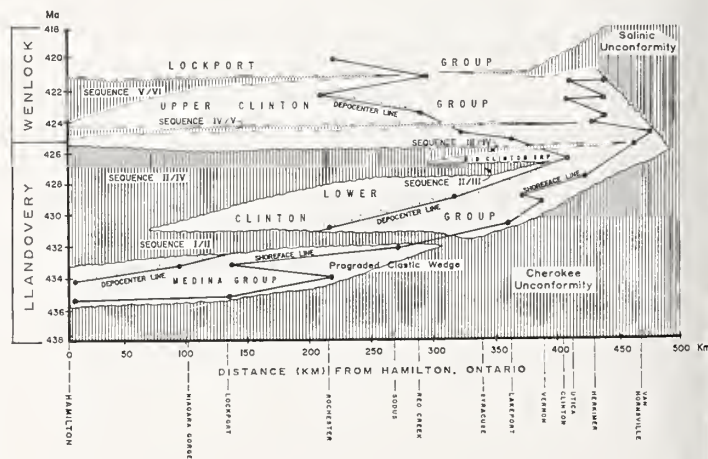 Ma
418
420
422
424
426
428
430
432
434
436
438
WENLOCK
LLANDOVERY
LOCKPORT GROUP
Salinic
Unconformity
SEQUENCE V/VI
UPPER CLINTON GROUP
DEPOCENTER LINE
SEQUENCE IV/V
SEQUENCE III/IV
SEQUENCE II/IV
SEQUENCE II/III
SHOREFACE LINE
LOWER
CLINTON GROUP
DEPOCENTER LINE
SEQUENCE I/II
SHOREFACE LINE
Prograded Clastic Wedge
DEPOCENTER LINE
MEDINA GROUP
Cherokee
Unconformity
0 50 100 150 200 250 300 350 400 450 500 Km
DISTANCE (KM) FROM HAMILTON, ONTARIO
HAMILTON
NIAGARA GORGE
LOCKPORT
ROCHESTER
SODUS
RED CREEK
SYRACUSE
LAKEPORT
VERNON
CLINTON
UTICA
HERKIMER
VAN
HORNSVILLE